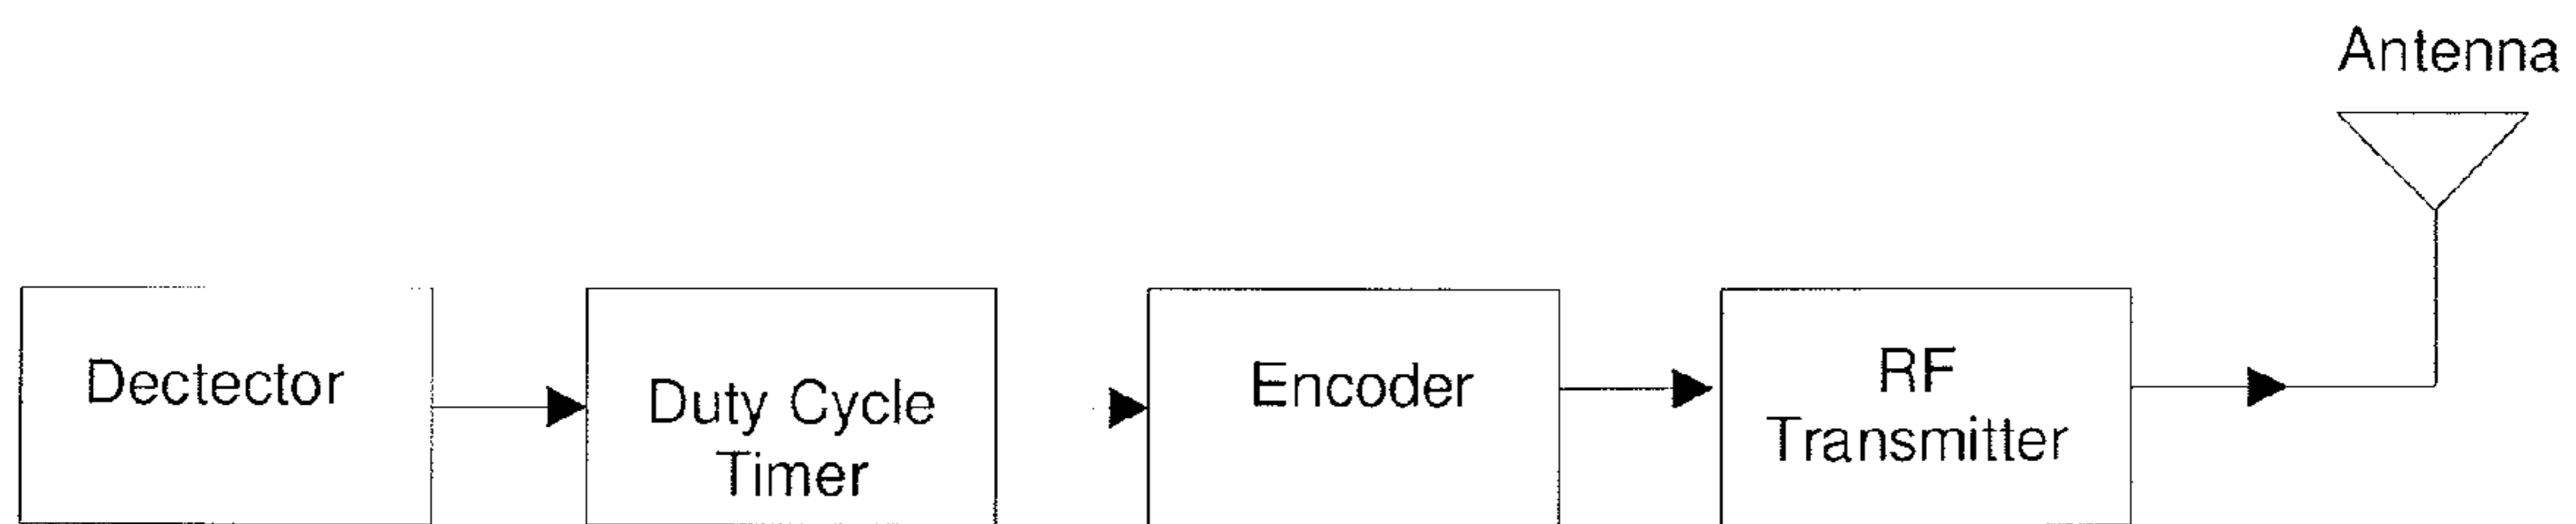 Antenna
Dectector
Duty Cycle
Timer
Encoder
RF
Transmitter